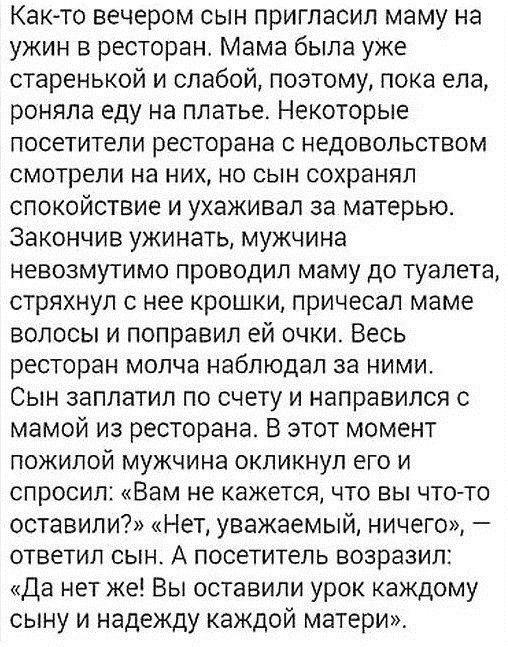 Как-то вечером сын пригласил маму на
ужин в ресторан. Мама была уже
старенькой и слабой, поэтому, пока ела,
роняла еду на платье. Некоторые
посетители ресторана с недовольством
смотрели на них, но сын сохранял
спокойствие и ухаживал за матерью.
Закончив ужинать, мужчина
невозмутимо проводил маму до туалета,
стряхнул с нее крошки, причесал маме
волосы и поправил ей очки. Весь
ресторан молча наблюдал за ними.
Сын заплатил по счету и направился с
мамой из ресторана. В этот момент
пожилой мужчина окликнул его и
спросил: «Вам не кажется, что вы что-то
оставили?» «Нет, уважаемый, ничего», —
ответил сын. А посетитель возразил:
«Да нет же! Вы оставили урок каждому
сыну и надежду каждой матери».